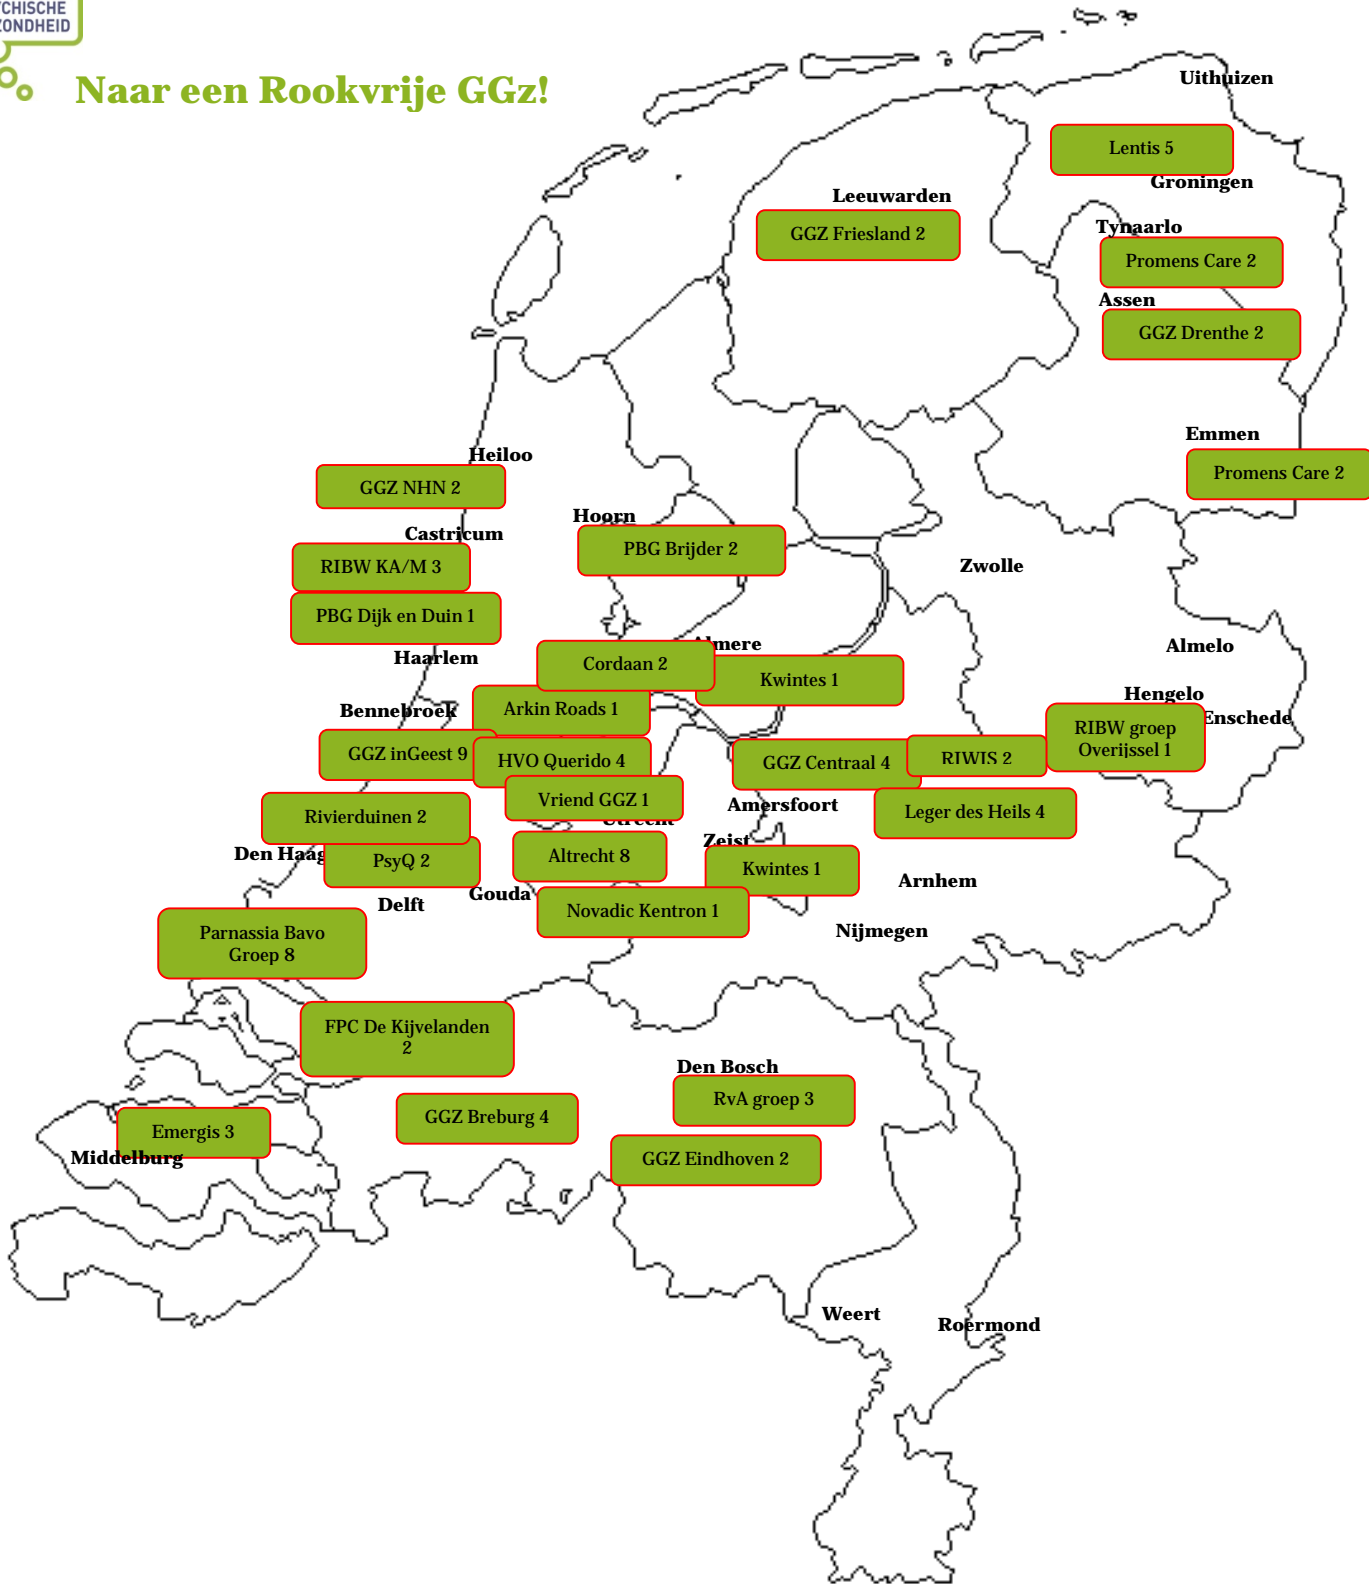 CHISCHE
ZONDHEID
Naar een Rookvrije GGz!
Uithuizen
Lentis 5
Groningen
Leeuwarden
GGZ Friesland 2
Tynaarlo
Promens Care 2
Assen
GGZ Drenthe 2
Emmen
Promens Care 2
Heiloo
GGZ NHN 2
Castricum
RIBW KA/M 3
PBG Dijk en Duin 1
Hoorn
PBG Brijder 2
Zwolle
Almelo
Haarlem
Almere
Cordaan 2
Kwintes 1
Hengelo
Enschede
RIBW groep
Overijssel 1
Bennebroek
Arkin Roads 1
GGZ inGeest 9
HVO Querido 4
GGZ Centraal 4
RIWIS 2
Vriend GGZ 1
Utrecht
Amersfoort
Leger des Heils 4
Rivierduinen 2
Den Haag
PsyQ 2
Altrecht 8
Zeist
Kwintes 1
Arnhem
Gouda
Delft
Novadic Kentron 1
Nijmegen
Parnassia Bavo
Groep 8
FPC De Kijvelanden
2
Den Bosch
RvA groep 3
GGZ Breburg 4
Emergis 3
Middelburg
GGZ Eindhoven 2
Weert
Roermond